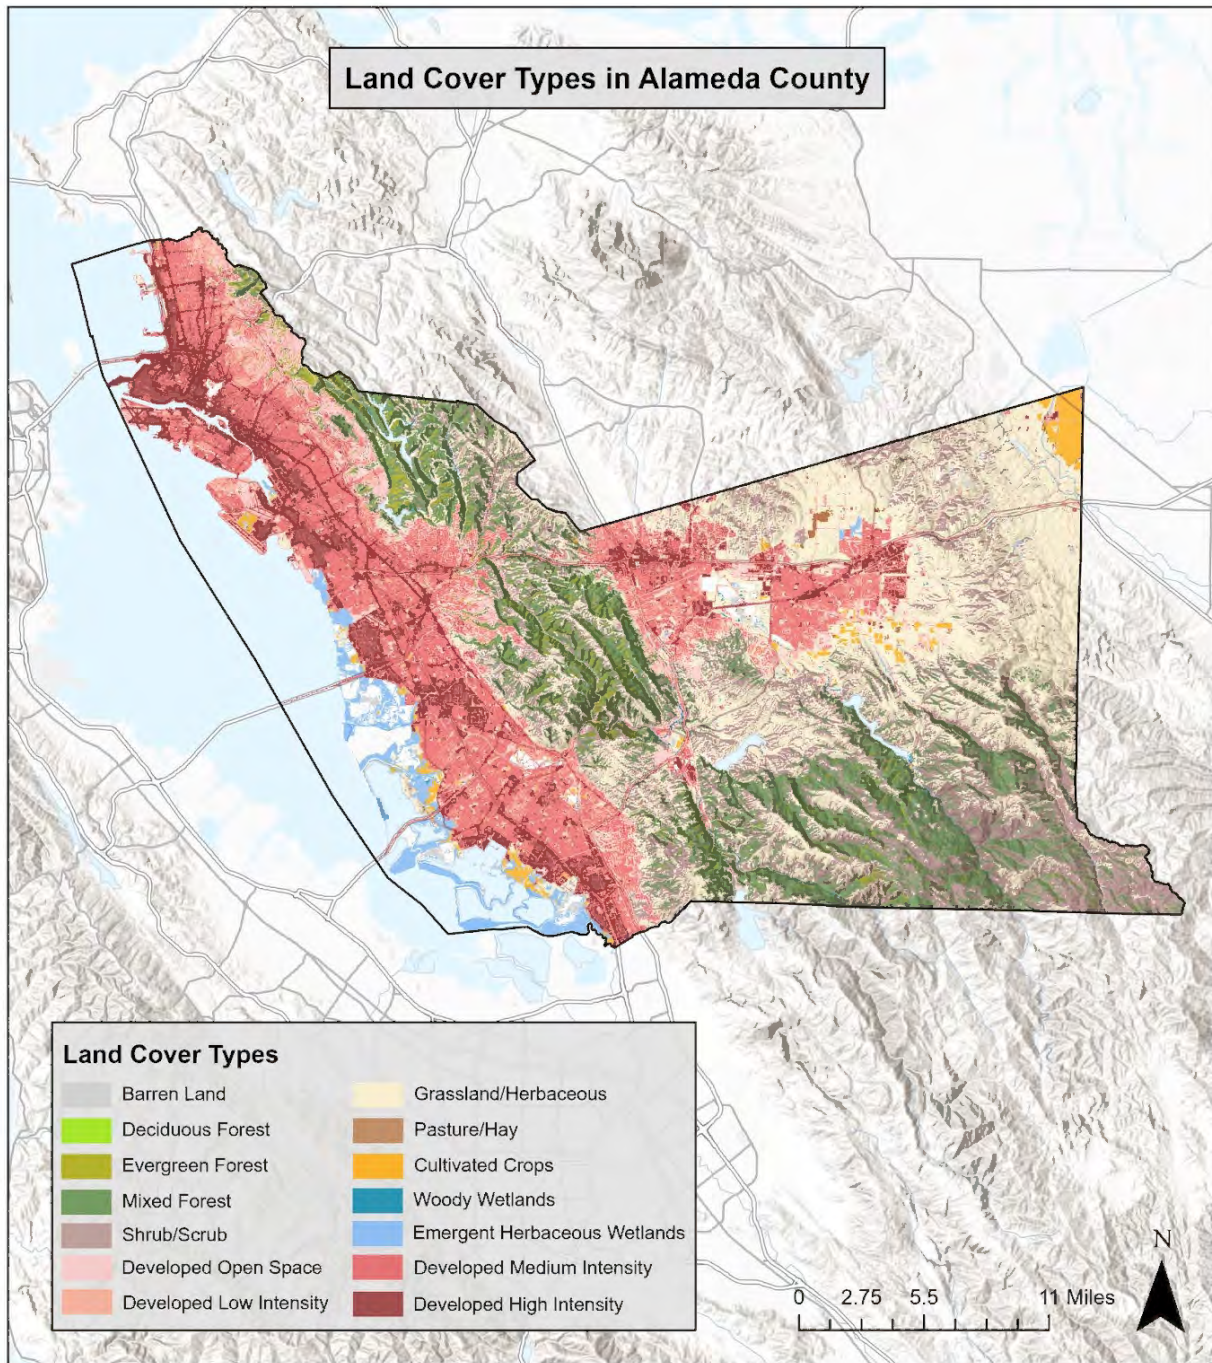 Land Cover Types in Alameda County
Land Cover Types
Barren Land
Deciduous Forest
Evergreen Forest
Mixed Forest
Shrub/Scrub
Developed Open Space
Developed Low Intensity
Grassland/Herbaceous
Pasture/Hay
Cultivated Crops
Woody Wetlands
Emergent Herbaceous Wetlands
Developed Medium Intensity
Developed High Intensity
N
0 2.75 5.5 11 Miles